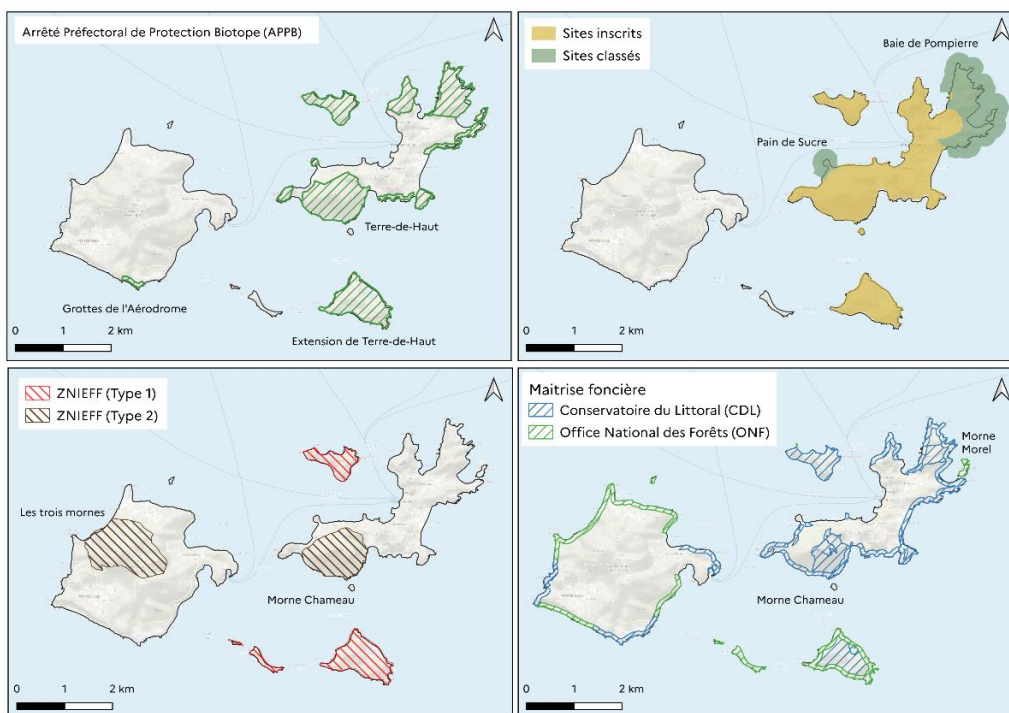 Arrêté Préfectoral de Protection Biotope (APPB)
Terre-de-Haut
Grottes de l'Aérodrome
Extension de Terre-de-Haut
0 1 2 km
Sites inscrits
Sites classés
Baie de Pompierre
Pain de Sucre
0 1 2 km
ZNIEFF (Type 1)
ZNIEFF (Type 2)
Les trois mornes
Morne Chameau
0 1 2 km
Maitrise foncière
Conservatoire du Littoral (CDL)
Office National des Forêts (ONF)
Morne
Morel
Morne Chameau
0 1 2 km